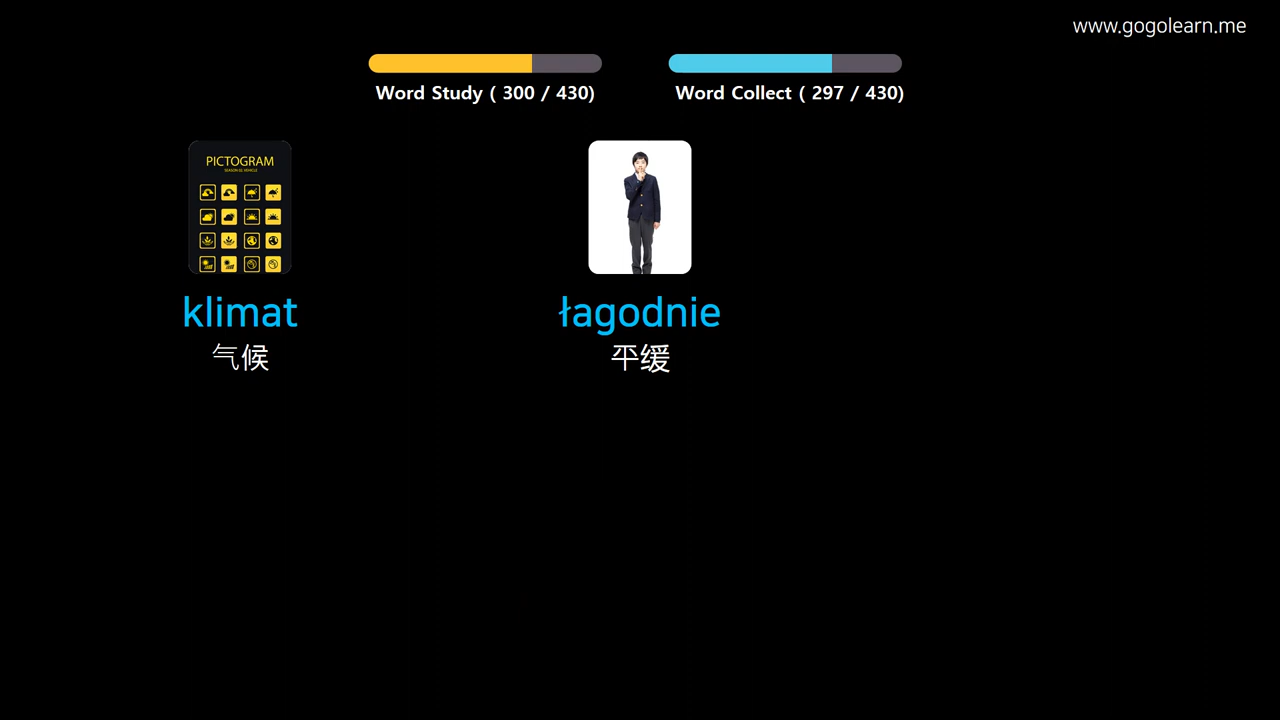 www.gogolearn.me
Word Study ( 300 / 430)
Word Collect ( 297 / 430)
PICTOGRAM
klimat
气候
łagodnie
平缓